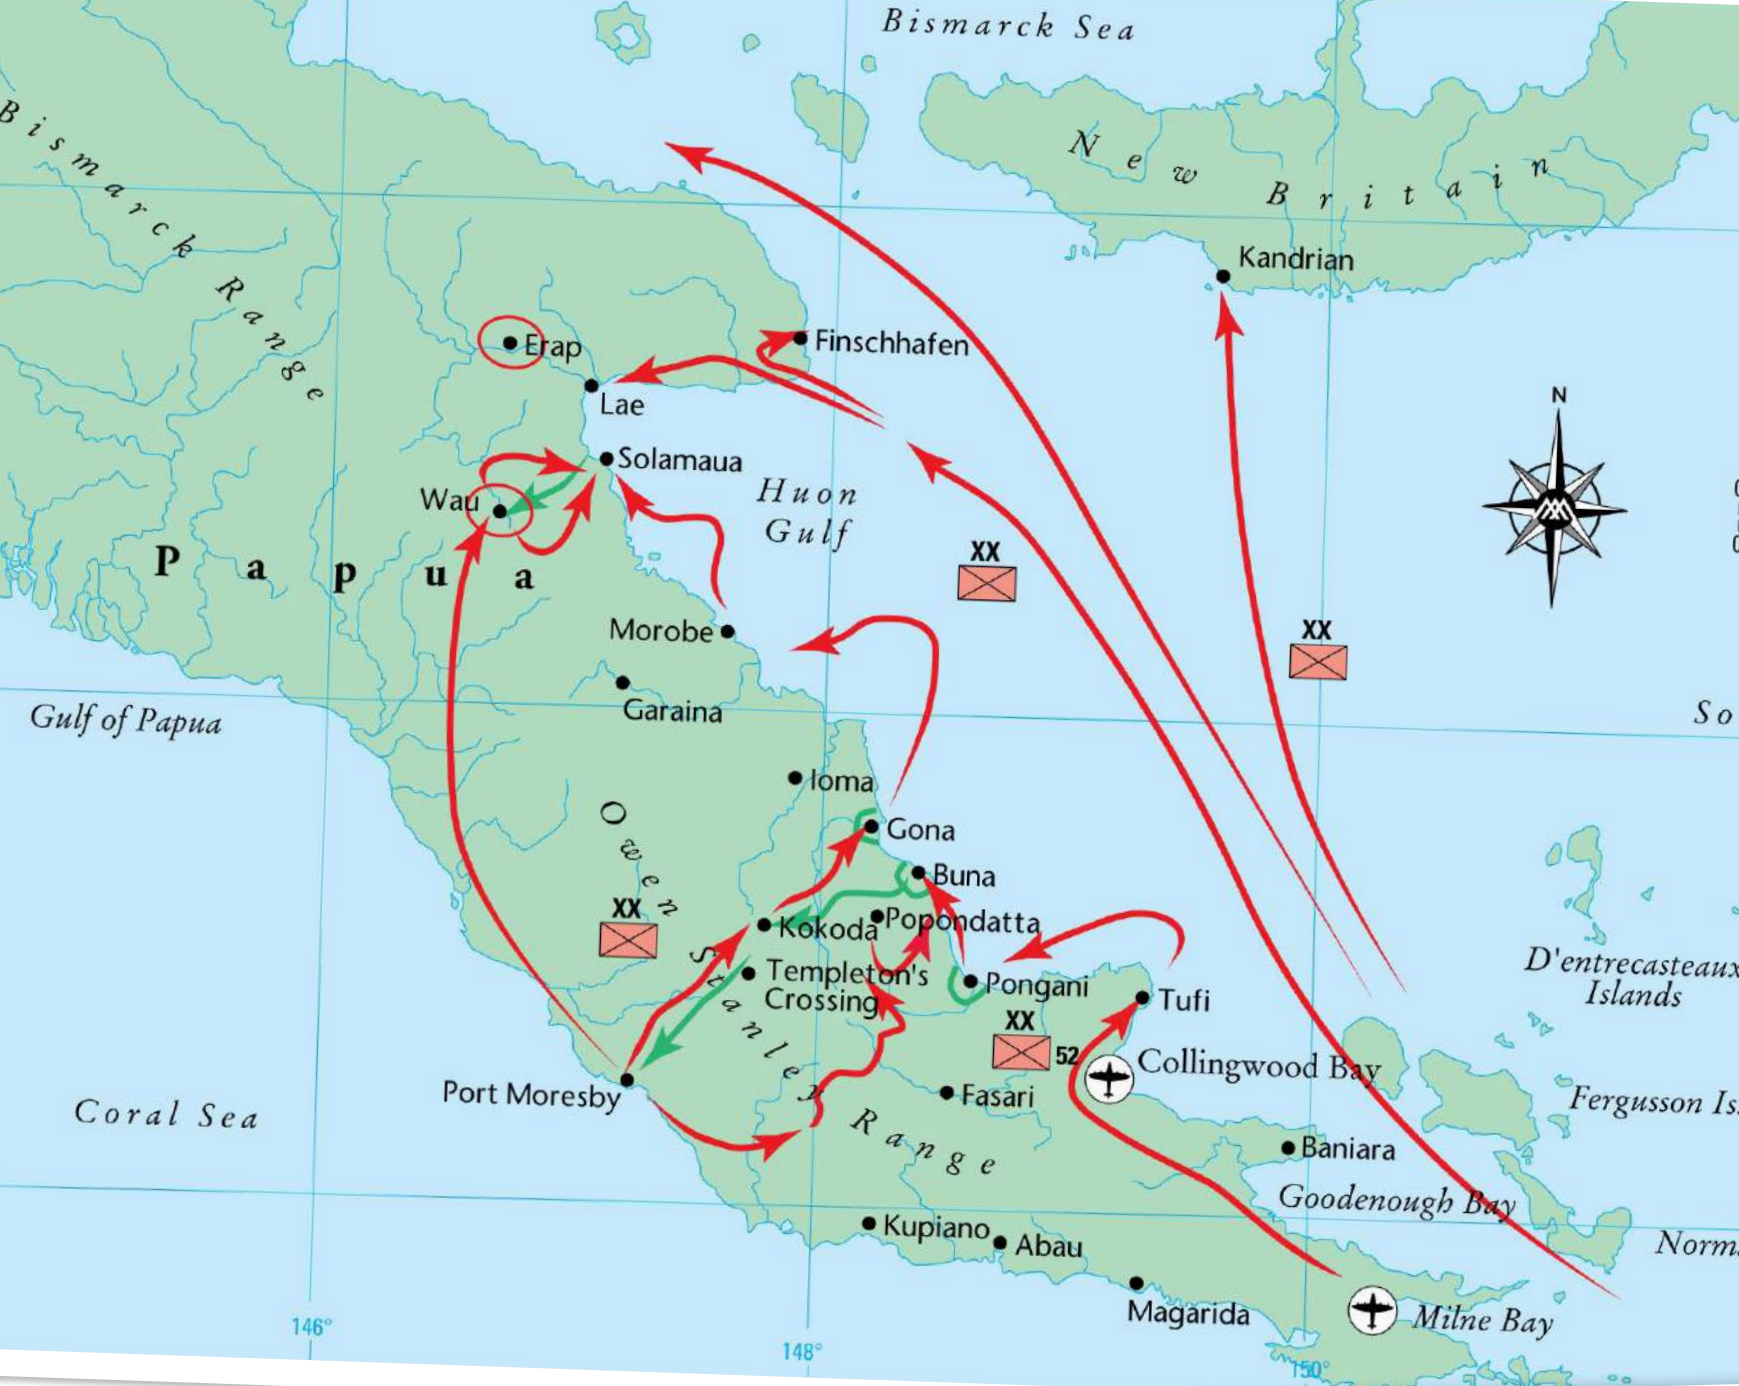 Bismarck Sea
Bismarck Range
New Britain
Kandrian
Erap
Finschhafen
Lae
N
Solamaua
Wau
Huon
Gulf
XX
Papua
XX
Morobe
Garaina
Gulf of Papua
So
Ioma
Owen Stanley Range
Gona
Buna
XX
Kokoda
Popondatta
Templeton's
Crossing
Pongani
Tufi
D'entrecasteaux
Islands
XX
52
Collingwood Bay
Port Moresby
Fasari
Coral Sea
Fergusson Is
Baniara
Goodenough Bay
Kupiano
Abau
Norm
Magarida
Milne Bay
146°
148°
150°